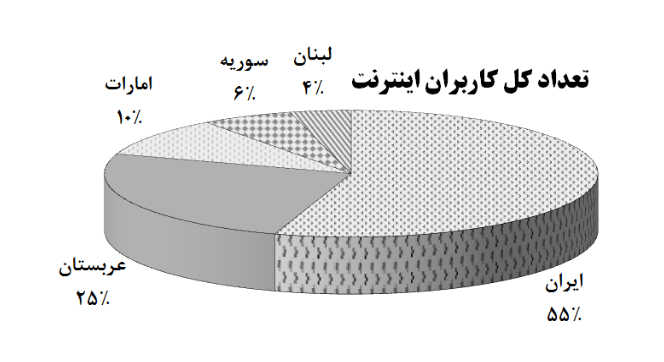 تعداد کل کاربران اینترنت
لبنان
۴٪
سوریه
۶٪
امارات
۱۰٪
عربستان
۲۵٪
ایران
۵۵٪